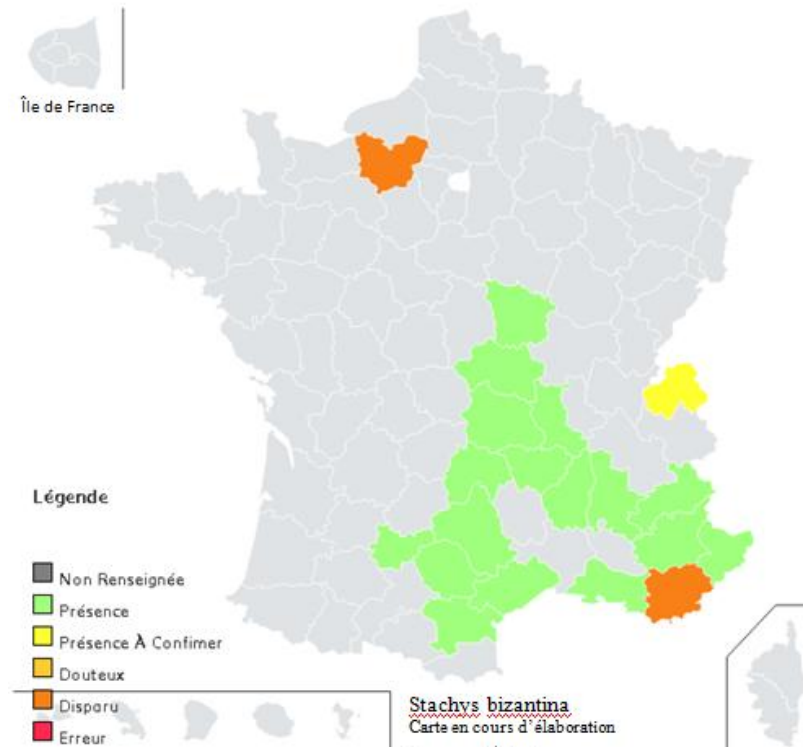 Île de France
Légende
Non Renseignée
Présence
Présence À Confimer
Douteux
Disparu
Erreur
Stachys bizantina
Carte en cours d'élaboration